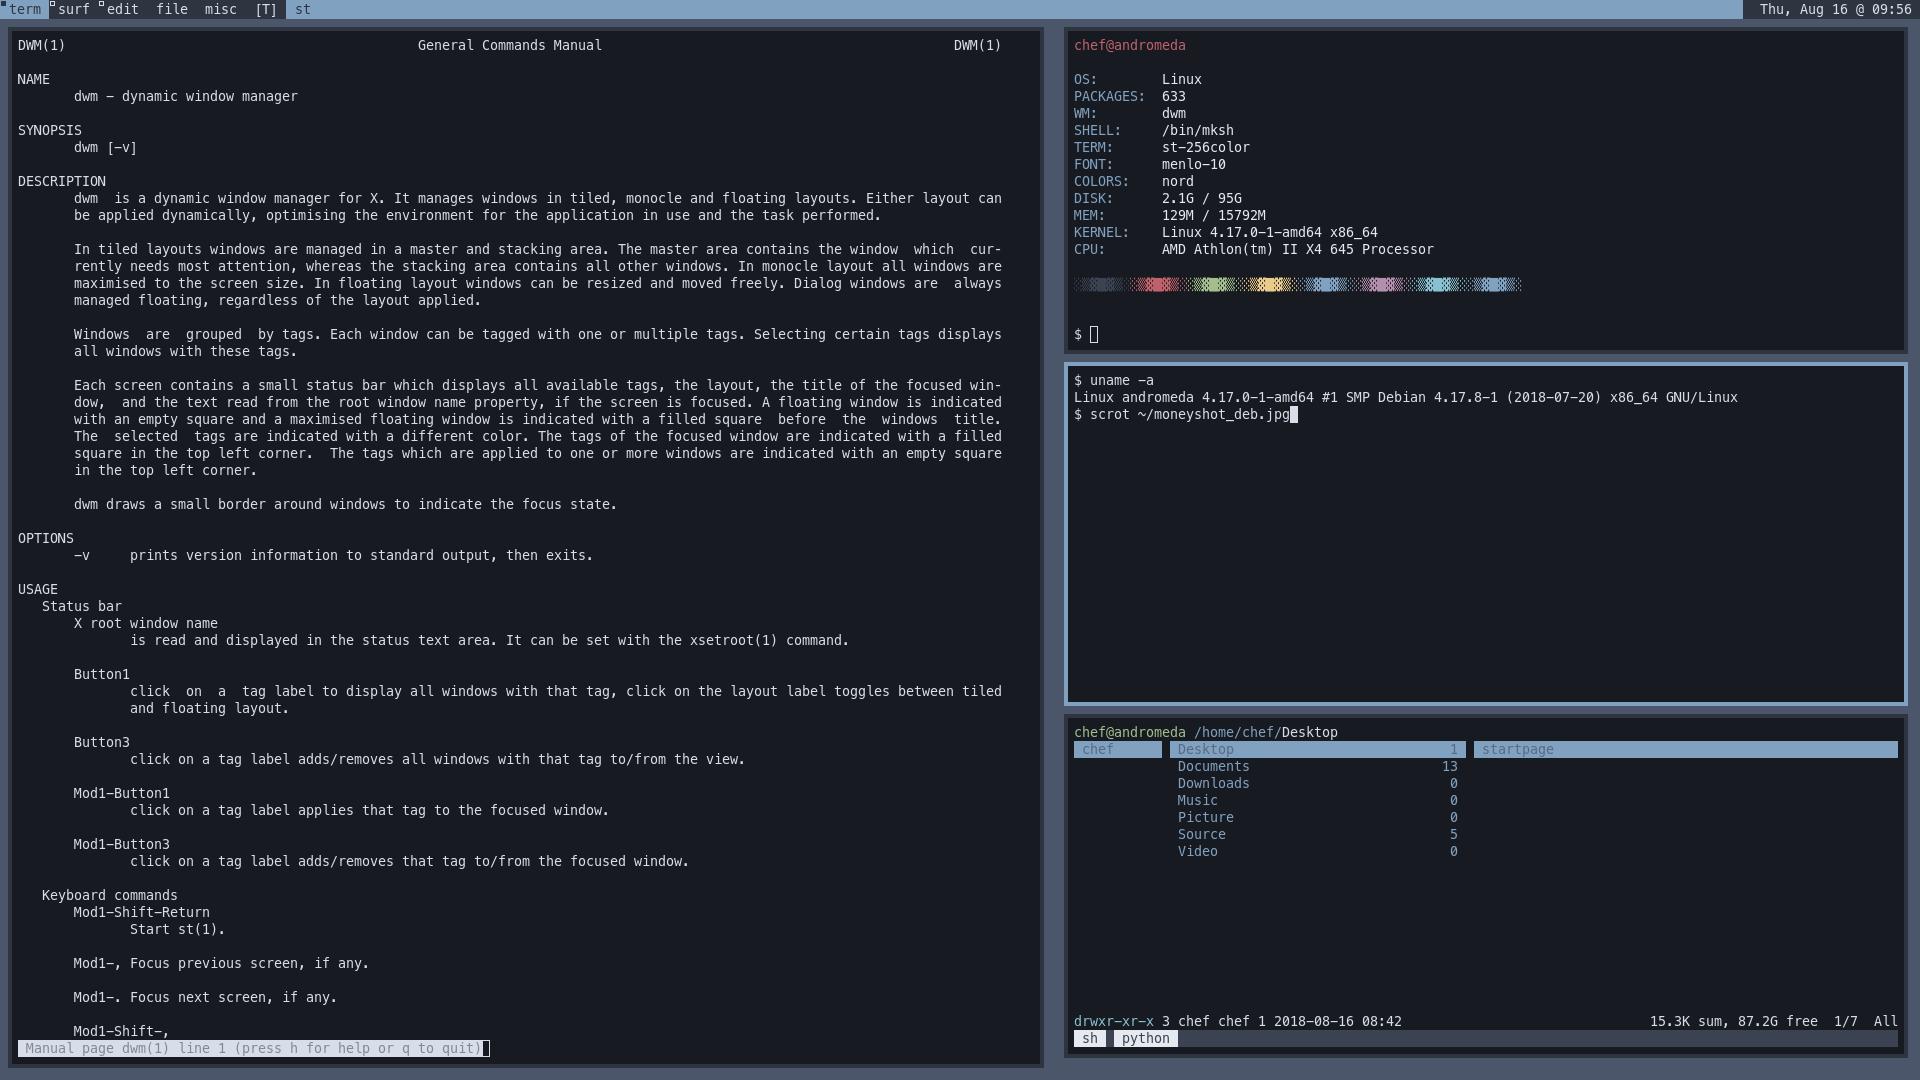 term surf edit file misc [T] st Thu, Aug 16 @ 09:56
DWM(1) General Commands Manual DWM(1)
NAME
dwm − dynamic window manager
SYNOPSIS
dwm [−v]
DESCRIPTION
dwm is a dynamic window manager for X. It manages windows in tiled, monocle and floating layouts. Either layout can
be applied dynamically, optimising the environment for the application in use and the task performed.
In tiled layouts windows are managed in a master and stacking area. The master area contains the window which cur‐
rently needs most attention, whereas the stacking area contains all other windows. In monocle layout all windows are
maximised to the screen size. In floating layout windows can be resized and moved freely. Dialog windows are always
managed floating, regardless of the layout applied.
Windows are grouped by tags. Each window can be tagged with one or multiple tags. Selecting certain tags displays
all windows with these tags.
Each screen contains a small status bar which displays all available tags, the layout, the title of the focused win‐
dow, and the text read from the root window name property, if the screen is focused. A floating window is indicated
with an empty square and a maximised floating window is indicated with a filled square before the windows title.
The selected tags are indicated with a different color. The tags of the focused window are indicated with a filled
square in the top left corner. The tags which are applied to one or more windows are indicated with an empty square
in the top left corner.
dwm draws a small border around windows to indicate the focus state.
OPTIONS
−v prints version information to standard output, then exits.
USAGE
Status bar
X root window name
is read and displayed in the status text area. It can be set with the xsetroot(1) command.
Button1
click on a tag label to display all windows with that tag, click on the layout label toggles between tiled
and floating layout.
Button3
click on a tag label adds/removes all windows with that tag to/from the view.
Mod1−Button1
click on a tag label applies that tag to the focused window.
Mod1−Button3
click on a tag label adds/removes that tag to/from the focused window.
Keyboard commands
Mod1−Shift−Return
Start st(1).
Mod1−, Focus previous screen, if any.
Mod1−. Focus next screen, if any.
Mod1−Shift−,
Manual page dwm(1) line 1 (press h for help or q to quit)
chef@andromeda
OS: Linux
PACKAGES: 633
WM: dwm
SHELL: /bin/mksh
TERM: st−256color
FONT: menlo−10
COLORS: nord
DISK: 2.1G / 95G
MEM: 129M / 15792M
KERNEL: Linux 4.17.0−1−amd64 x86_64
CPU: AMD Athlon(tm) II X4 645 Processor
$
$ uname −a
Linux andromeda 4.17.0−1−amd64 #1 SMP Debian 4.17.8−1 (2018−07−20) x86_64 GNU/Linux
$ scrot ~/moneyshot_deb.jpg
chef@andromeda /home/chef/Desktop
chef Desktop 1 startpage
Documents 13
Downloads 0
Music 0
Picture 0
Source 5
Video 0
drwxr−xr−x 3 chef chef 1 2018−08−16 08:42 15.3K sum, 87.2G free 1/7 All
sh python